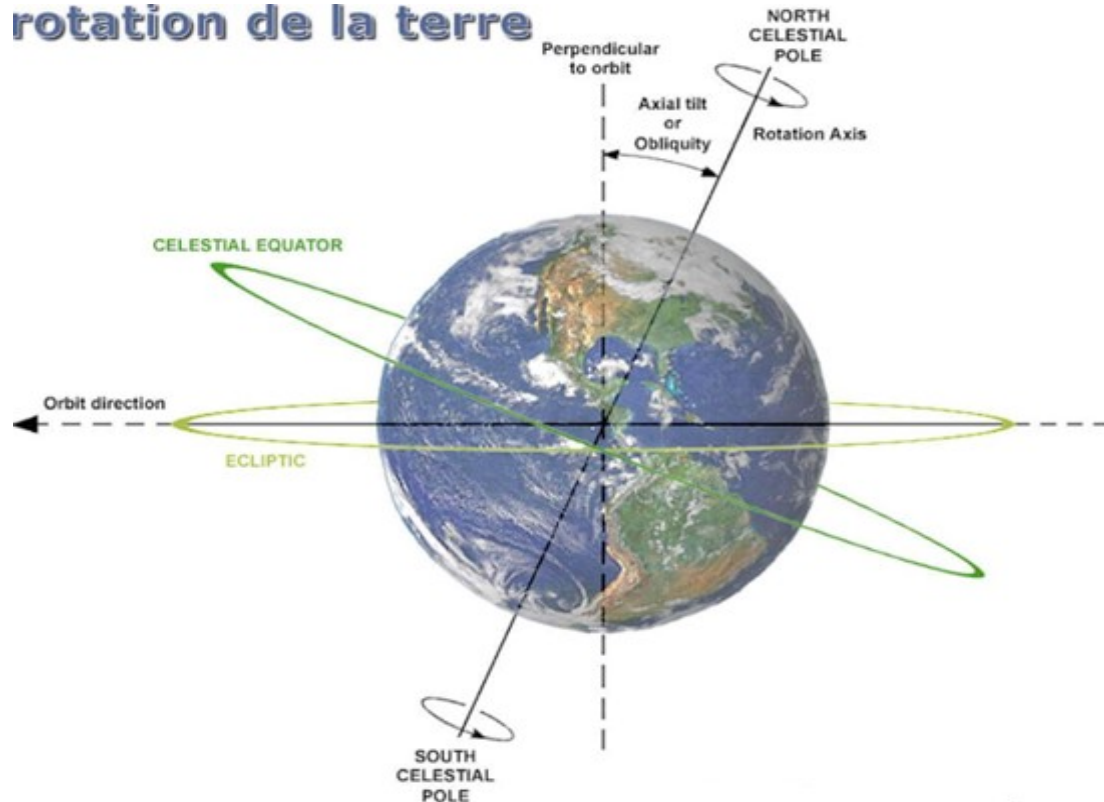 rotation de la terre
NORTH
CELESTIAL
POLE
Perpendicular
to orbit
Axial tilt
or
Obliquity
Rotation Axis
CELESTIAL EQUATOR
Orbit direction
ECLIPTIC
SOUTH
CELESTIAL
POLE